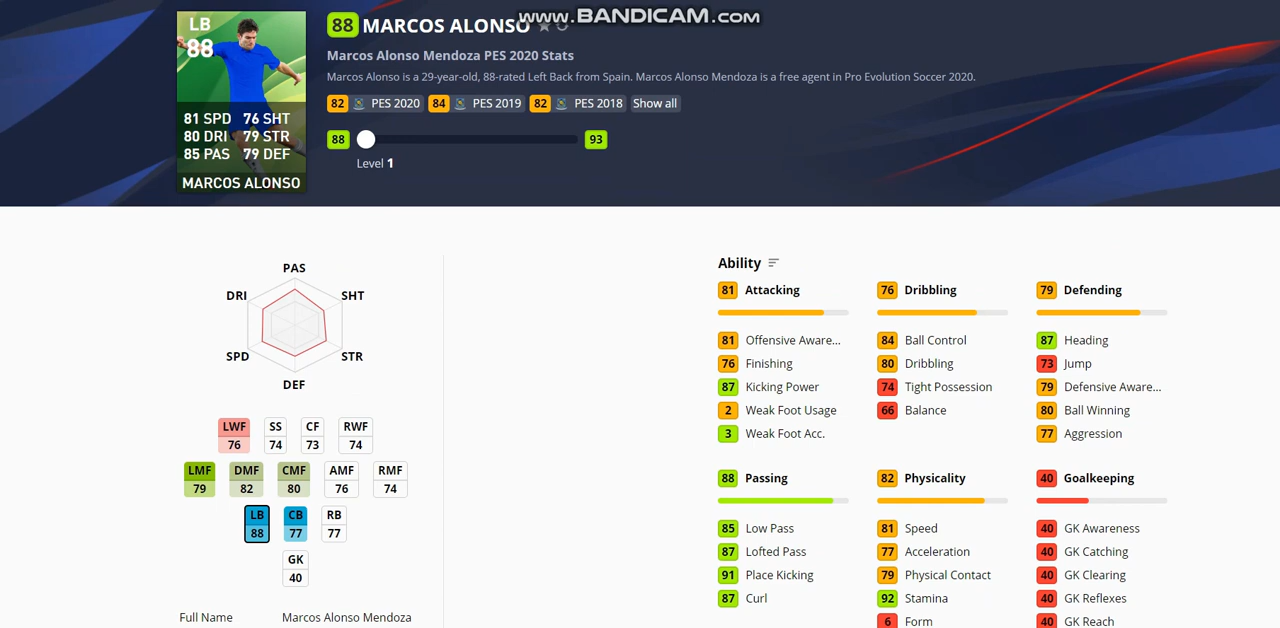 www.BANDICAM.com
LB
88
81 SPD 76 SHT
80 DRI 79 STR
85 PAS 79 DEF
MARCOS ALONSO
88 MARCOS ALONSO
Marcos Alonso Mendoza PES 2020 Stats
Marcos Alonso is a 29-year-old, 88-rated Left Back from Spain. Marcos Alonso Mendoza is a free agent in Pro Evolution Soccer 2020.
82 PES 2020 84 PES 2019 82 PES 2018 Show all
88 93
Level 1
PAS
DRI SHT
SPD STR
DEF
LWF SS CF RWF
76 74 73 74
LMF DMF CMF AMF RMF
79 82 80 76 74
LB CB RB
88 77 77
GK
40
Full Name Marcos Alonso Mendoza
Ability
81 Attacking
81 Offensive Aware...
76 Finishing
87 Kicking Power
2 Weak Foot Usage
3 Weak Foot Acc.
76 Dribbling
84 Ball Control
80 Dribbling
74 Tight Possession
66 Balance
79 Defending
87 Heading
73 Jump
79 Defensive Aware...
80 Ball Winning
77 Aggression
88 Passing
85 Low Pass
87 Lofted Pass
91 Place Kicking
87 Curl
82 Physicality
81 Speed
77 Acceleration
79 Physical Contact
92 Stamina
6 Form
40 Goalkeeping
40 GK Awareness
40 GK Catching
40 GK Clearing
40 GK Reflexes
40 GK Reach